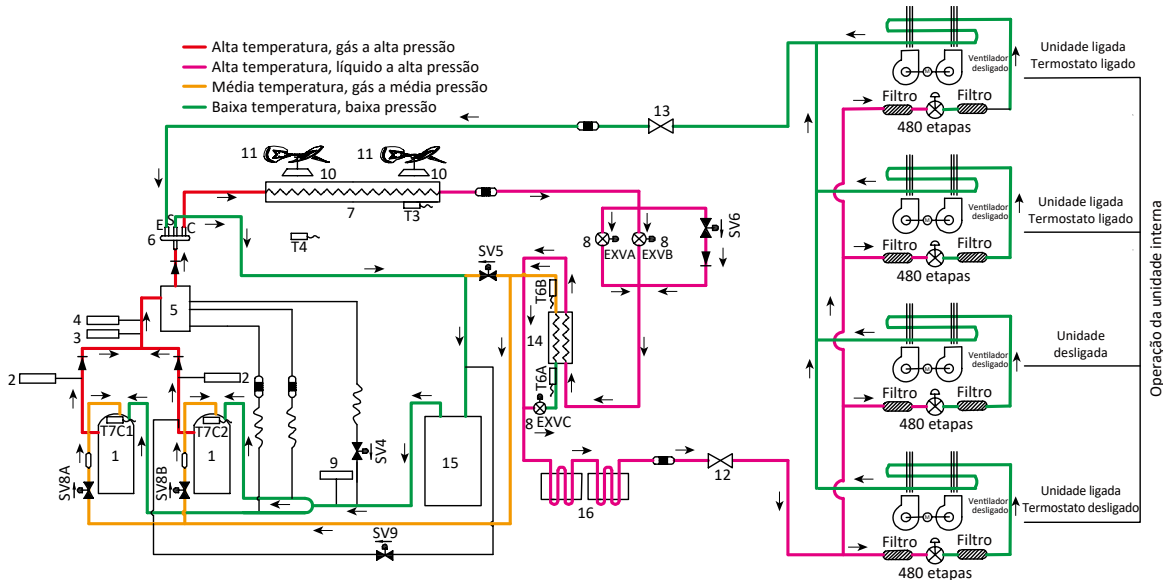 Alta temperatura, gás a alta pressão
Alta temperatura, líquido a alta pressão
Média temperatura, gás a média pressão
Baixa temperatura, baixa pressão
13
11
10
11
10
7
T3
T4
E
S
C
6
5
4
3
2
2
T7C1
T7C2
1
1
SV8A
SV8B
9
SV4
SV9
15
SV5
T6B
14
T6A
8
EXVC
8
EXVA
8
EXVB
SV6
16
12
M
Ventilador
desligado
Filtro
Filtro
480 etapas
Unidade ligada
Termostato ligado
M
Ventilador
desligado
Filtro
Filtro
480 etapas
Unidade ligada
Termostato ligado
M
Ventilador
desligado
Filtro
Filtro
480 etapas
Unidade
desligada
M
Ventilador
desligado
Filtro
Filtro
480 etapas
Unidade ligada
Termostato desligado
Operação da unidade interna